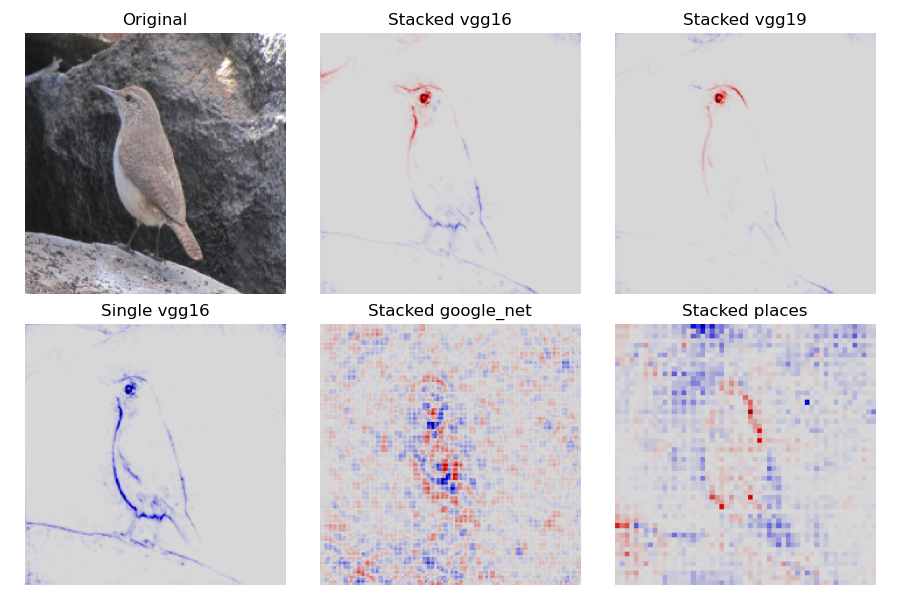 Original
Stacked vgg16
Stacked vgg19
Single vgg16
Stacked google_net
Stacked places